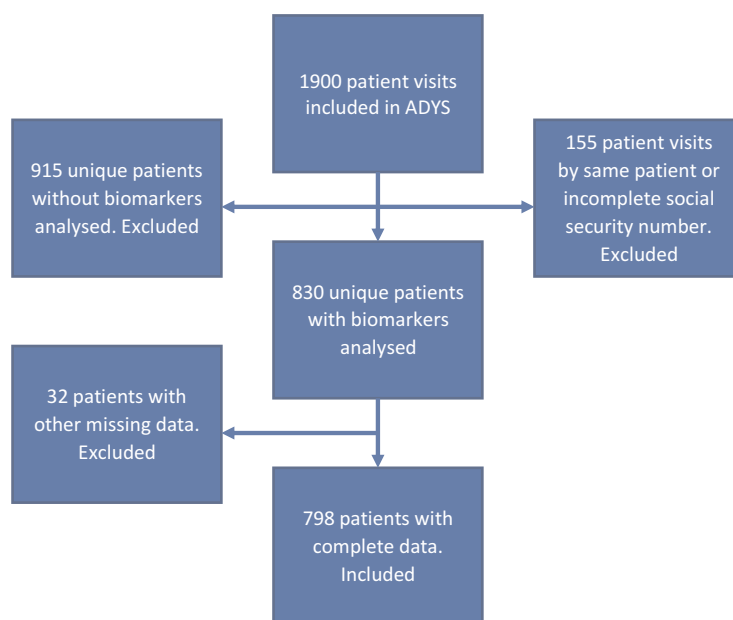 1900 patient visits
included in ADYS
915 unique patients
without biomarkers
analysed. Excluded
155 patient visits
by same patient or
incomplete social
security number.
Excluded
830 unique patients
with biomarkers
analysed
32 patients with
other missing data.
Excluded
798 patients with
complete data.
Included